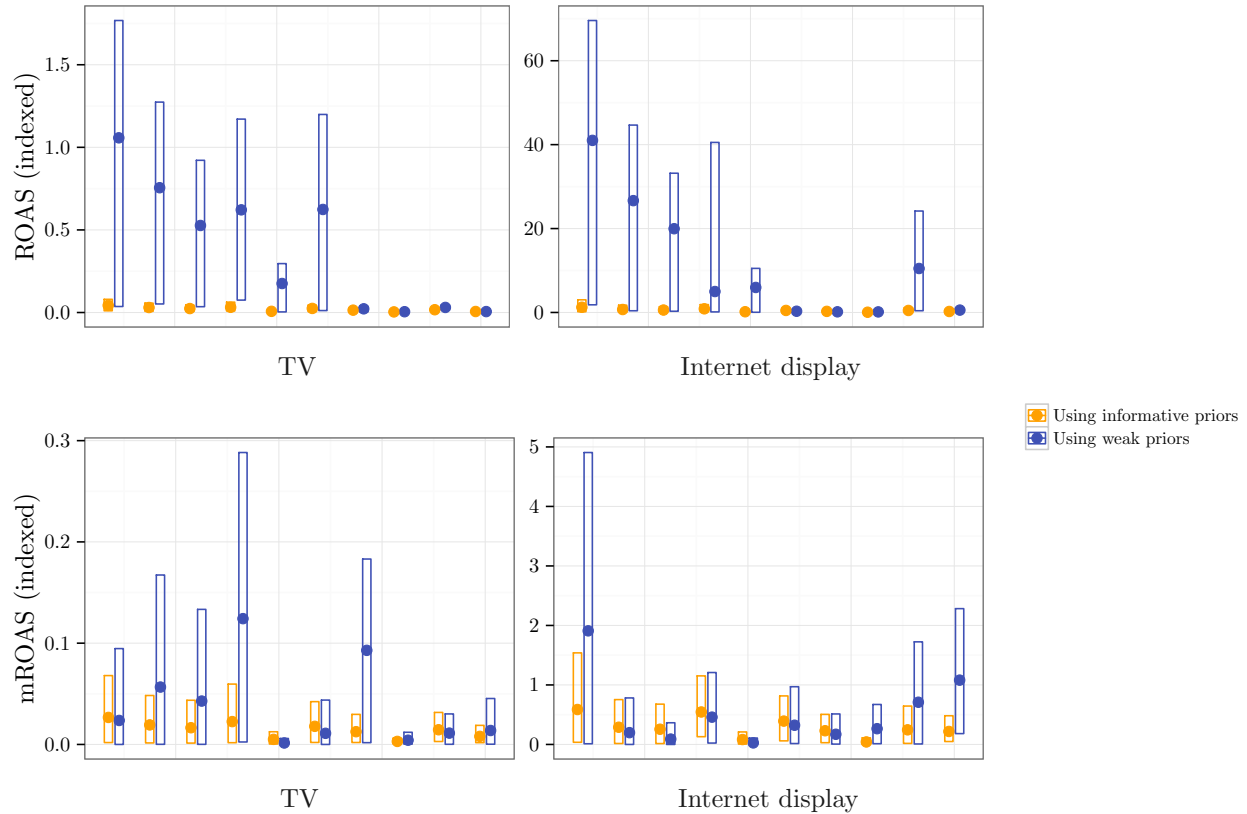 ROAS (indexed)
1.5
1.0
0.5
0.0
TV
60
40
20
0
Internet display
Using informative priors
Using weak priors
mROAS (indexed)
0.3
0.2
0.1
0.0
TV
5
4
3
2
1
0
Internet display